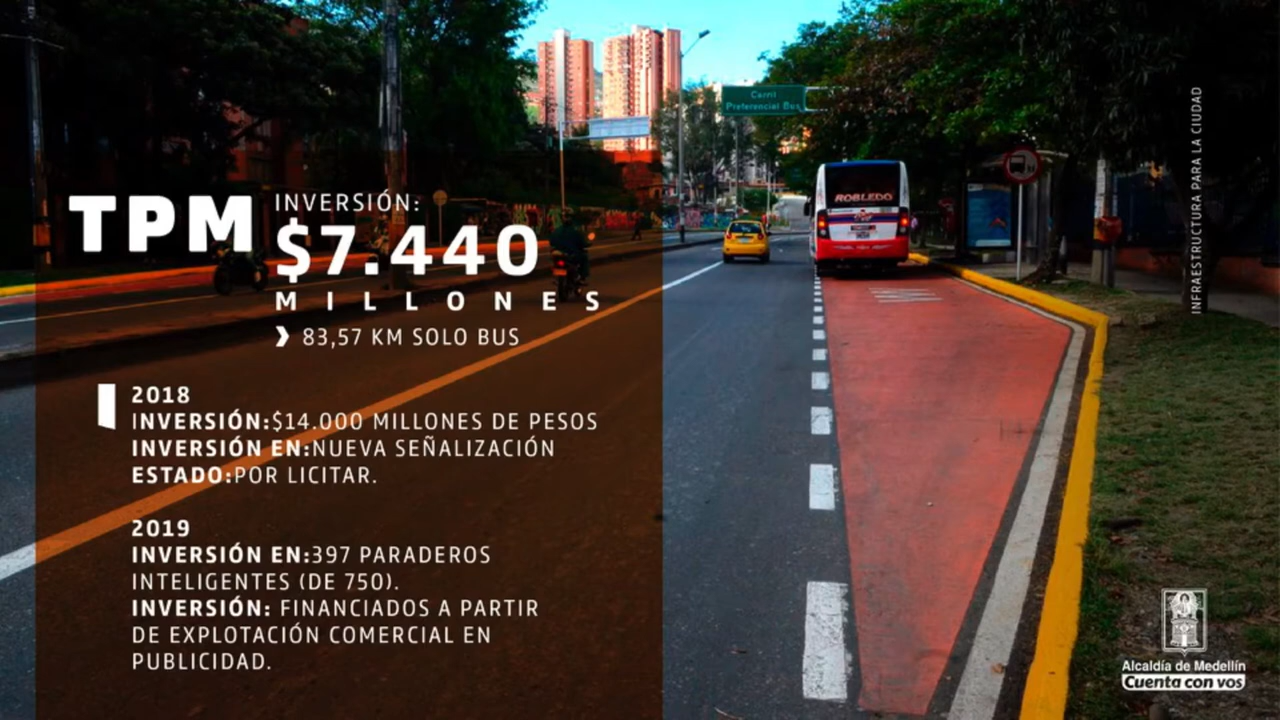 Carril
Preferencial Bus
ROBLEDO
TPM
INVERSIÓN:
$7.440
MILLONES
❯ 83,57 KM SOLO BUS
2018
INVERSIÓN:$14.000 MILLONES DE PESOS
INVERSIÓN EN:NUEVA SEÑALIZACIÓN
ESTADO:POR LICITAR.
2019
INVERSIÓN EN:397 PARADEROS
INTELIGENTES (DE 750).
INVERSIÓN: FINANCIADOS A PARTIR
DE EXPLOTACIÓN COMERCIAL EN
PUBLICIDAD.
INFRAESTRUCTURA PARA LA CIUDAD
Alcaldía de Medellín
Cuenta con vos